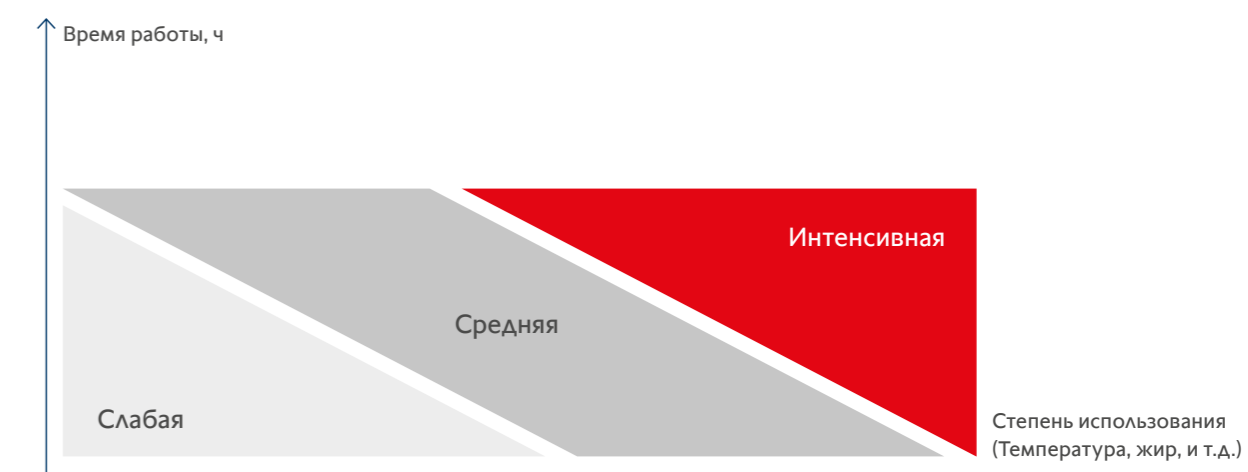 Время работы, ч
Интенсивная
Средняя
Слабая
Степень использования
(Температура, жир, и т.д.)